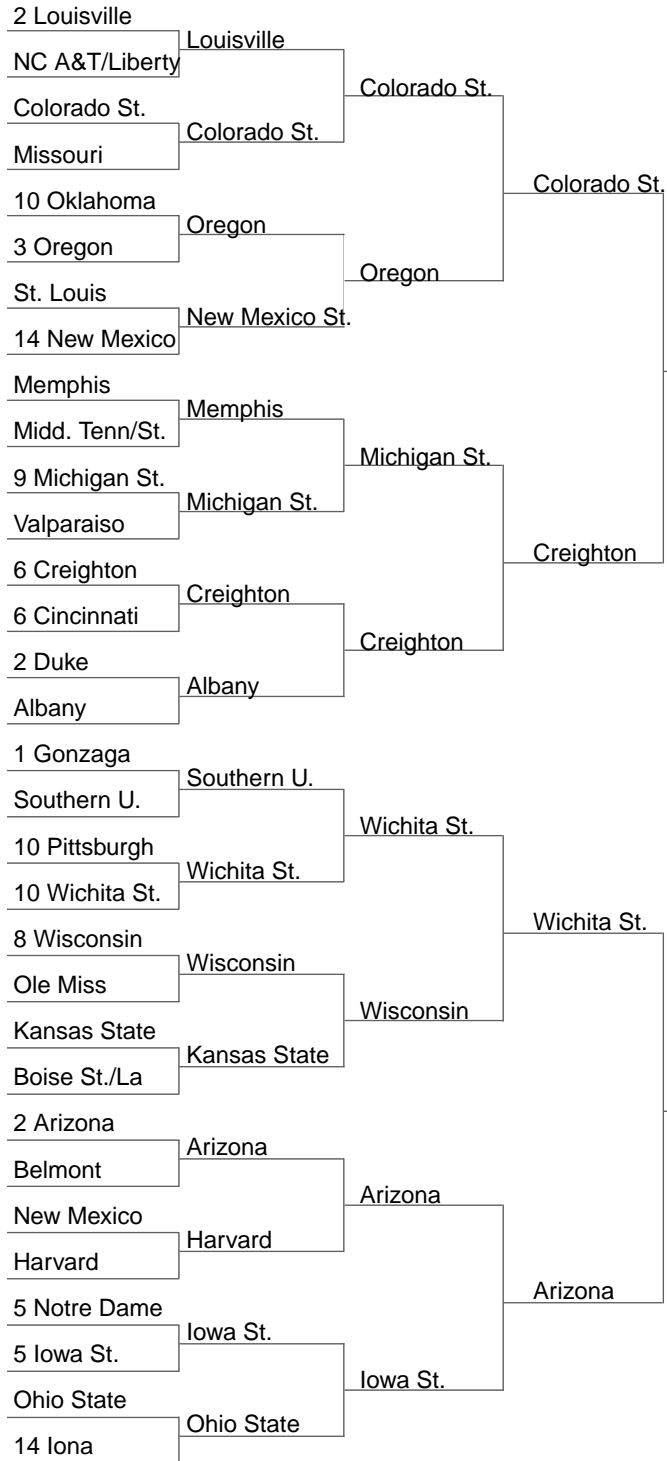 2 Louisville
NC A&T/Liberty
Colorado St.
Missouri
10 Oklahoma
3 Oregon
St. Louis
14 New Mexico
Memphis
Midd. Tenn/St.
9 Michigan St.
Valparaiso
6 Creighton
6 Cincinnati
2 Duke
Albany
1 Gonzaga
Southern U.
10 Pittsburgh
10 Wichita St.
8 Wisconsin
Ole Miss
Kansas State
Boise St./La
2 Arizona
Belmont
New Mexico
Harvard
5 Notre Dame
5 Iowa St.
Ohio State
14 Iona
Louisville
Colorado St.
Oregon
New Mexico St.
Memphis
Michigan St.
Creighton
Albany
Southern U.
Wichita St.
Wisconsin
Kansas State
Arizona
Harvard
Iowa St.
Ohio State
Colorado St.
Oregon
Michigan St.
Creighton
Wichita St.
Wisconsin
Arizona
Iowa St.
Colorado St.
Creighton
Wichita St.
Arizona